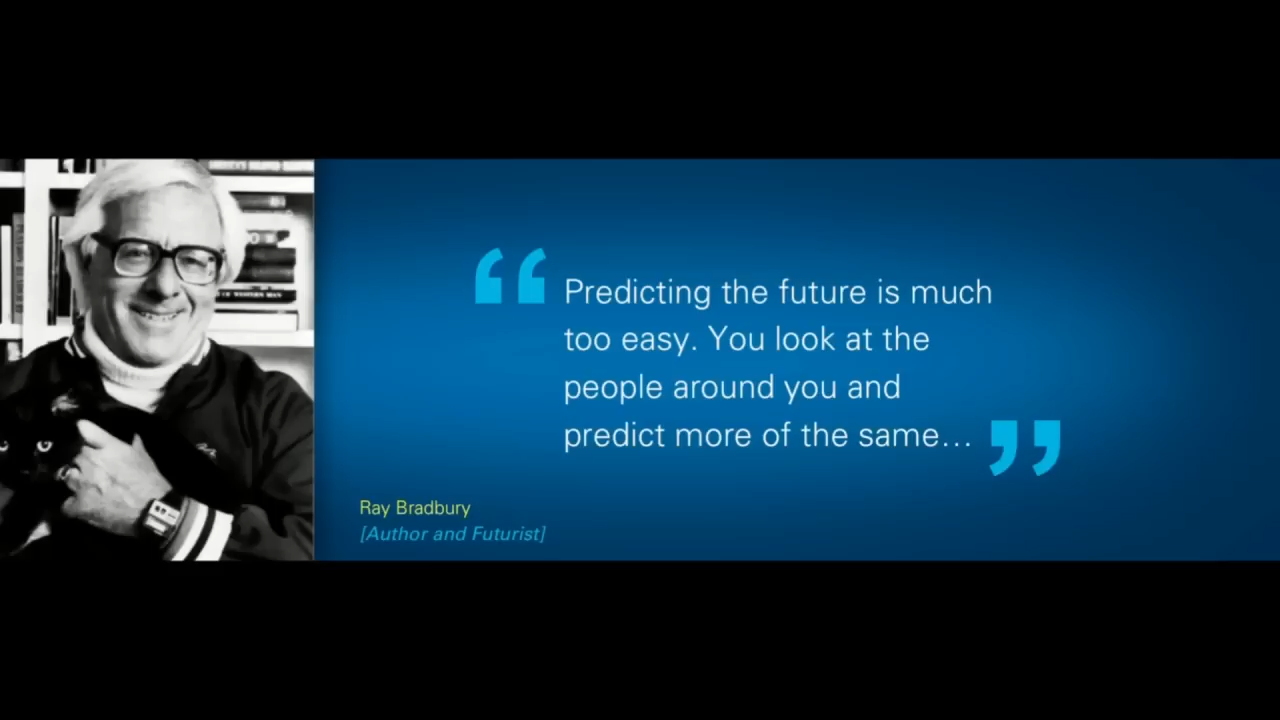 “Predicting the future is much
too easy. You look at the
people around you and
predict more of the same…”
Ray Bradbury
[Author and Futurist]